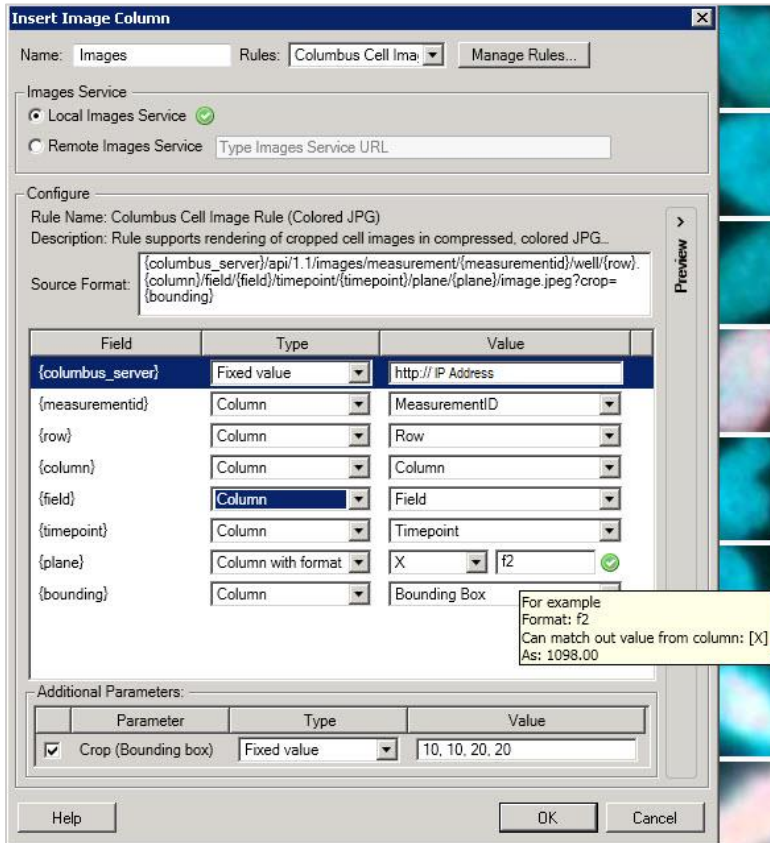 Insert Image Column
Name: Images Rules: Columbus Cell Ima Manage Rules...
Images Service
Local Images Service
Remote Images Service Type Images Service URL
Configure
Rule Name: Columbus Cell Image Rule (Colored JPG)
Description: Rule supports rendering of cropped cell images in compressed, colored JPG...
Source Format: {columbus_server}/api/1.1/images/measurement/{measurementid}/well/{row}.
{column}/field/{field}/timepoint/{timepoint}/plane/{plane}/image.jpeg?crop=
{bounding}
> Preview
Field Type Value
{columbus_server} Fixed value http:// IP Address
{measurementid} Column MeasurementID
{row} Column Row
{column} Column Column
{field} Column Field
{timepoint} Column Timepoint
{plane} Column with format X f2
{bounding} Column Bounding Box
For example
Format: f2
Can match out value from column: [X]
As: 1098.00
Additional Parameters:
Parameter Type Value
Crop (Bounding box) Fixed value 10, 10, 20, 20
Help OK Cancel